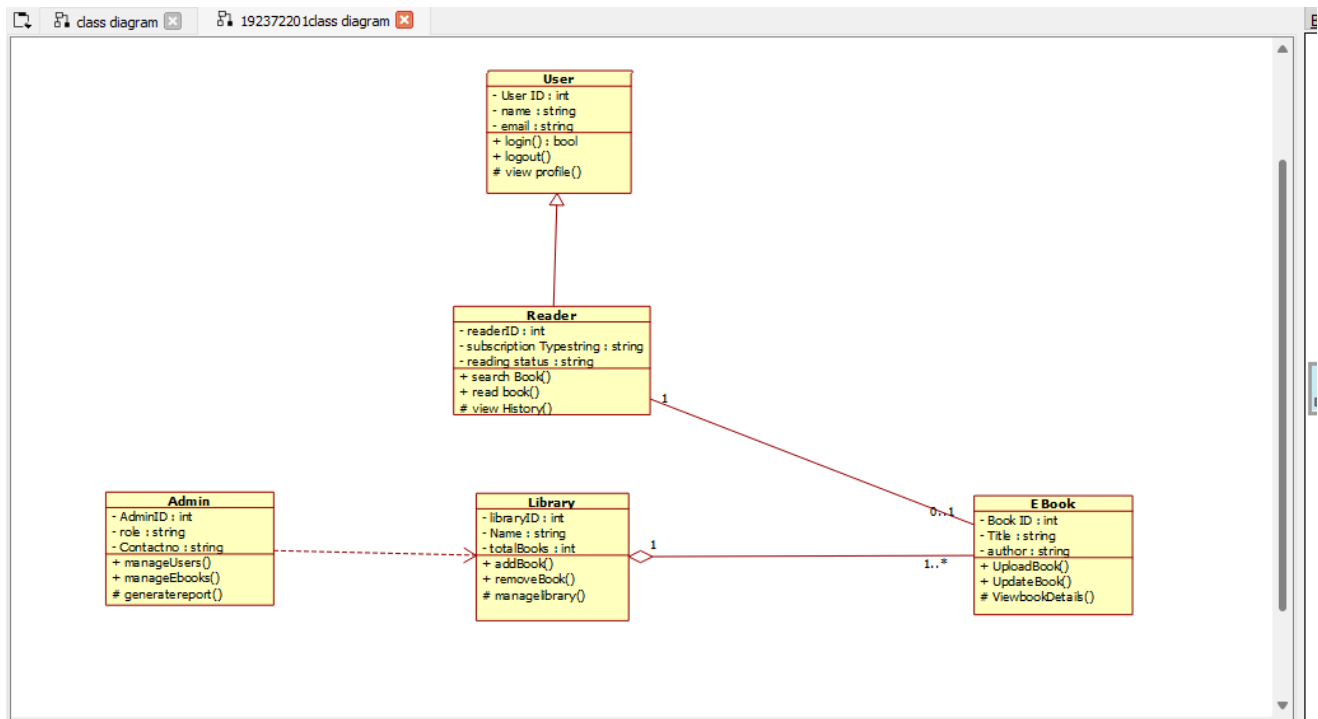 class diagram
192372201class diagram
User
- User ID : int
- name : string
- email : string
+ login() : bool
+ logout()
# view profile()
Reader
- readerID : int
- subscription Typestring : string
- reading status : string
+ search Book()
+ read book()
# view History()
1
0..1
Admin
- AdminID : int
- role : string
- Contactno : string
+ manageUsers()
+ manageEbooks()
# generatereport()
Library
- libraryID : int
- Name : string
- totalBooks : int
+ addBook()
+ removeBook()
# managelibrary()
1
1..*
E Book
- Book ID : int
- Title : string
- author : string
+ UploadBook()
+ UpdateBook()
# ViewbookDetails()